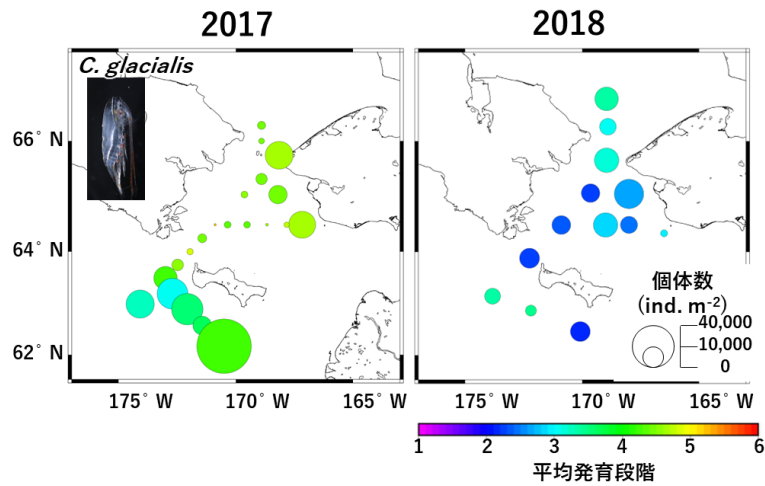 2017
2018
C. glacialis
66° N
64° N
62° N
175° W
170° W
165° W
175° W
170° W
165° W
個体数
(ind. m-2)
40,000
10,000
0
1
2
3
4
5
6
平均発育段階